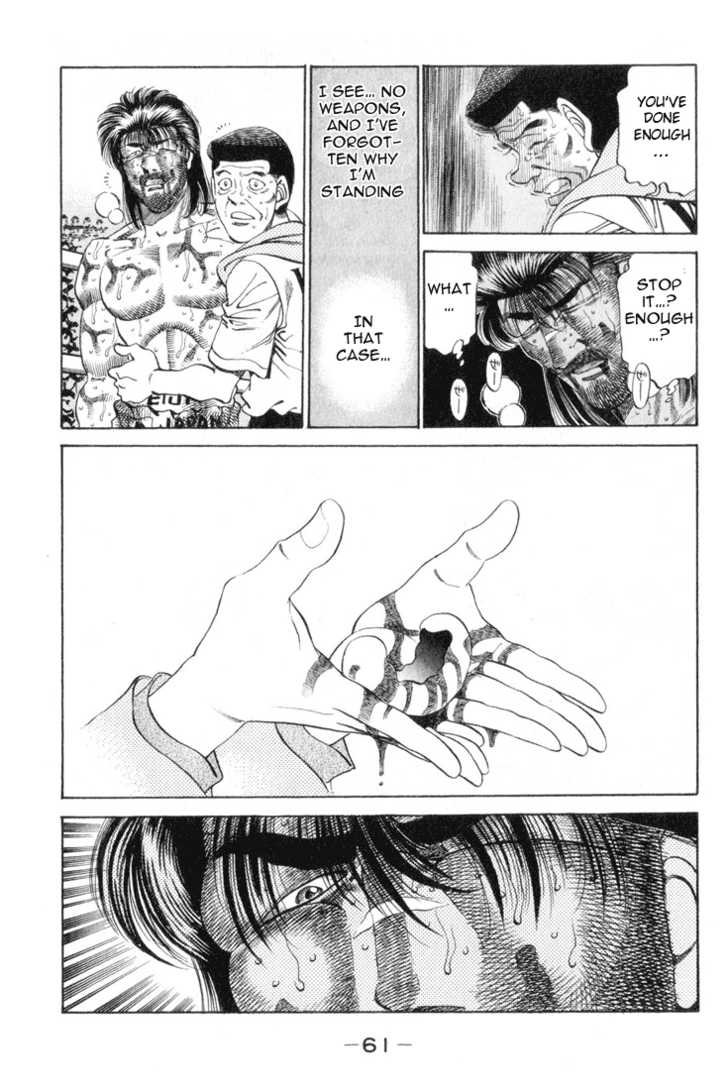 YOU'VE
DONE
ENOUGH
...
STOP
IT...?
ENOUGH
...?
WHAT
...
I SEE... NO
WEAPONS,
AND I'VE
FORGOT-
TEN WHY
I'M
STANDING
IN
THAT
CASE...
JAPAN
-61-